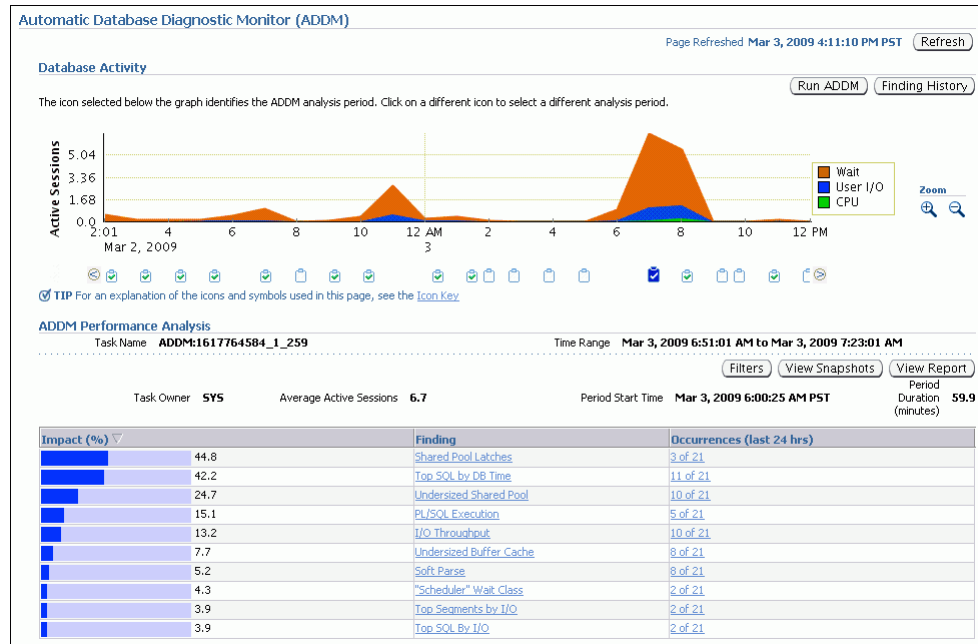 Automatic Database Diagnostic Monitor (ADDM)
Page Refreshed Mar 3, 2009 4:11:10 PM PST Refresh
Database Activity
Run ADDM Finding History
The icon selected below the graph identifies the ADDM analysis period. Click on a different icon to select a different analysis period.
Active Sessions
5.04
3.36
1.68
0.0
Wait
User I/O
CPU
Zoom
2:01 4 6 8 10 12 AM 2 4 6 8 10 12 PM
Mar 2, 2009 3
TIP For an explanation of the icons and symbols used in this page, see the Icon Key
ADDM Performance Analysis
Task Name ADDM:1617764584_1_259 Time Range Mar 3, 2009 6:51:01 AM to Mar 3, 2009 7:23:01 AM
Filters View Snapshots View Report
Task Owner SYS Average Active Sessions 6.7 Period Start Time Mar 3, 2009 6:00:25 AM PST Period Duration (minutes) 59.9
Impact (%) Finding Occurrences (last 24 hrs)
44.8 Shared Pool Latches 3 of 21
42.2 Top SQL by DB Time 11 of 21
24.7 Undersized Shared Pool 10 of 21
15.1 PL/SQL Execution 5 of 21
13.2 I/O Throughput 10 of 21
7.7 Undersized Buffer Cache 8 of 21
5.2 Soft Parse 8 of 21
4.3 "Scheduler" Wait Class 2 of 21
3.9 Top Segments by I/O 2 of 21
3.9 Top SQL By I/O 2 of 21